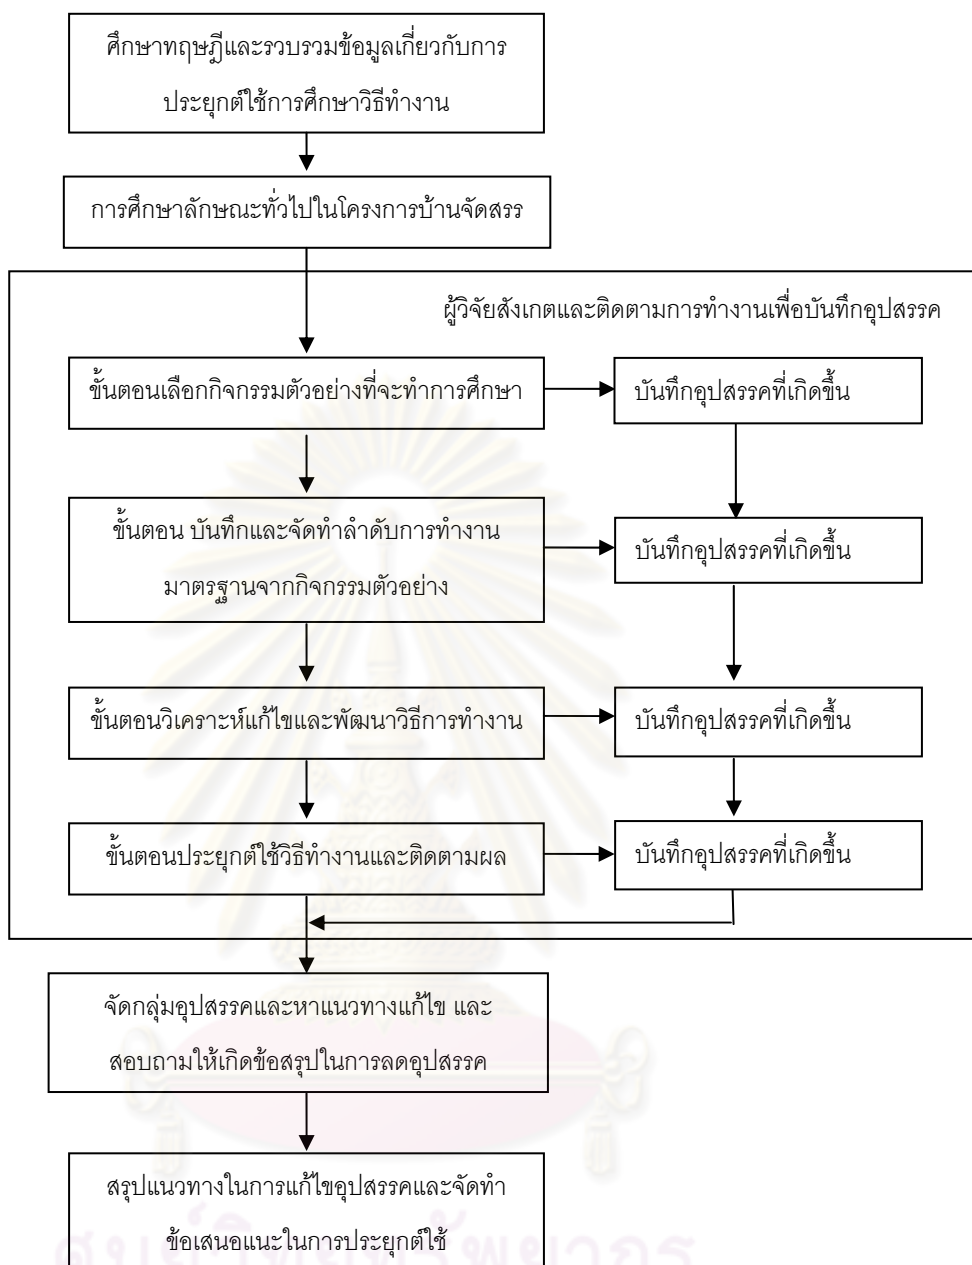 ศึกษาทฤษฎีและรวบรวมข้อมูลเกี่ยวกับการ
ประยุกต์ใช้การศึกษาวิธีทำงาน
การศึกษาลักษณะทั่วไปในโครงการบ้านจัดสรร
ผู้วิจัยสังเกตและติดตามการทำงานเพื่อบันทึกอุปสรรค
ขั้นตอนเลือกกิจกรรมตัวอย่างที่จะทำการศึกษา
บันทึกอุปสรรคที่เกิดขึ้น
ขั้นตอน บันทึกและจัดทำลำดับการทำงาน
มาตรฐานจากกิจกรรมตัวอย่าง
บันทึกอุปสรรคที่เกิดขึ้น
ขั้นตอนวิเคราะห์แก้ไขและพัฒนาวิธีการทำงาน
บันทึกอุปสรรคที่เกิดขึ้น
ขั้นตอนประยุกต์ใช้วิธีทำงานและติดตามผล
บันทึกอุปสรรคที่เกิดขึ้น
จัดกลุ่มอุปสรรคและหาแนวทางแก้ไข และ
สอบถามให้เกิดข้อสรุปในการลดอุปสรรค
สรุปแนวทางในการแก้ไขอุปสรรคและจัดทำ
ข้อเสนอแนะในการประยุกต์ใช้
ศูนย์วิทยทรัพยากร